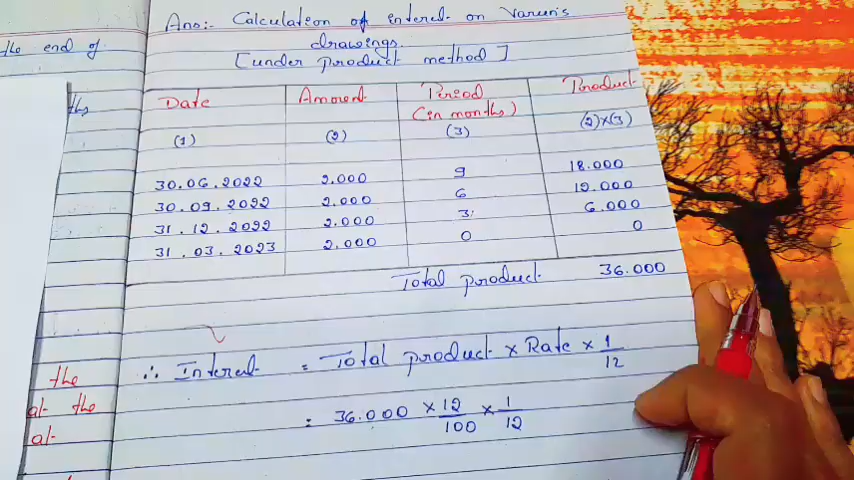 the end of
ths
the
at the
at
Ans:- Calculation of interest on Varun's
drawings.
[under product method]
Date Amount Period (in months) Product
(1) (2) (3) (2)×(3)
30.06.2022 2.000 9 18.000
30.09.2022 2.000 6 12.000
31.12.2022 2.000 3 6.000
31.03.2023 2.000 0 0
Total product 36.000
∴ Interest = Total product × Rate × 1/12
= 36.000 × 12/100 × 1/12